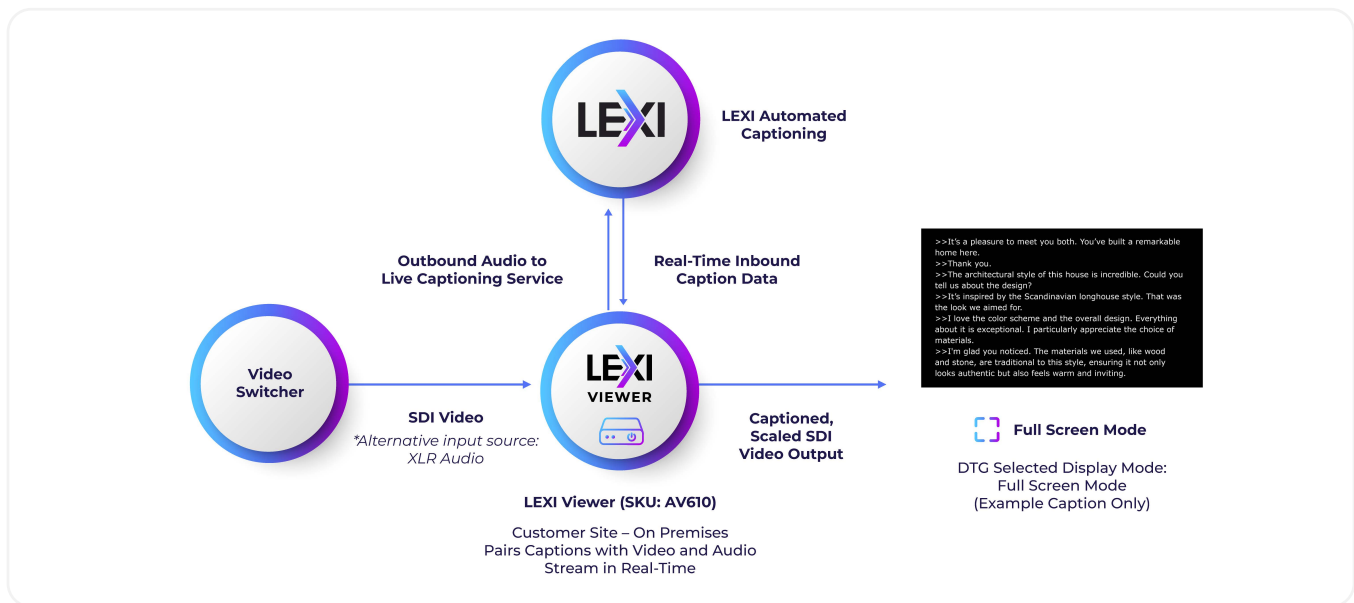 LEXI
LEXI Automated
Captioning
Outbound Audio to
Live Captioning Service
Real-Time Inbound
Caption Data
Video
Switcher
SDI Video
*Alternative input source:
XLR Audio
LEXI
VIEWER
Captioned,
Scaled SDI
Video Output
LEXI Viewer (SKU: AV610)
Customer Site – On Premises
Pairs Captions with Video and Audio
Stream in Real-Time
>>It's a pleasure to meet you both. You've built a remarkable
home here.
>>Thank you.
>>The architectural style of this house is incredible. Could you
tell us about the design?
>>It's inspired by the Scandinavian longhouse style. That was
the look we aimed for.
>>I love the color scheme and the overall design. Everything
about it is exceptional. I particularly appreciate the choice of
materials.
>>I'm glad you noticed. The materials we used, like wood
and stone, are traditional to this style, ensuring it not only
looks authentic but also feels warm and inviting.
Full Screen Mode
DTG Selected Display Mode:
Full Screen Mode
(Example Caption Only)